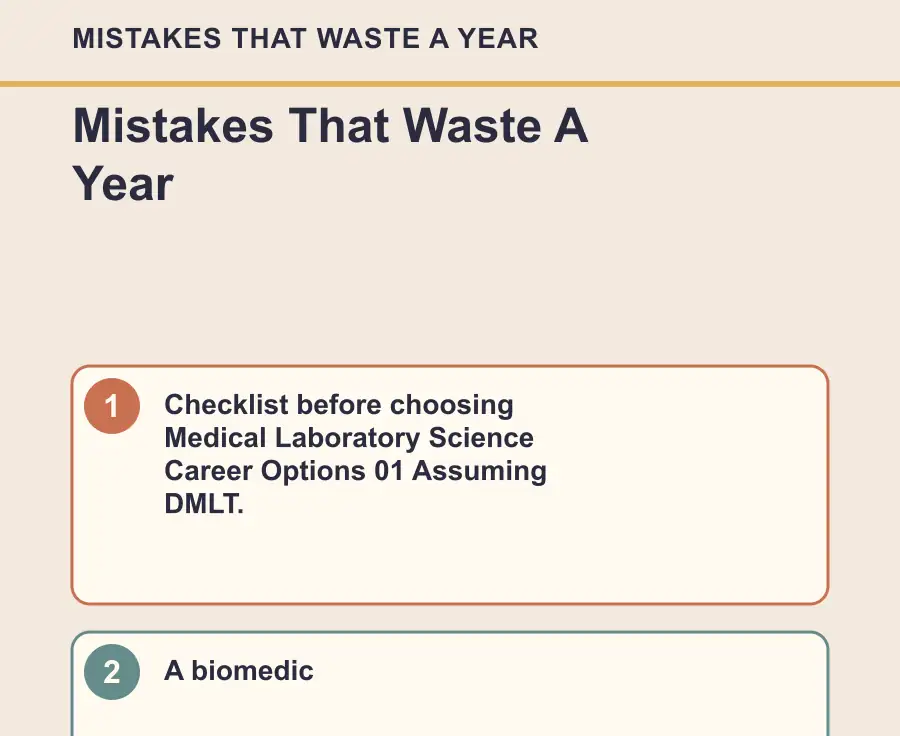 MISTAKES THAT WASTE A YEAR
Mistakes That Waste A
Year
1
Checklist before choosing
Medical Laboratory Science
Career Options 01 Assuming
DMLT.
2
A biomedic